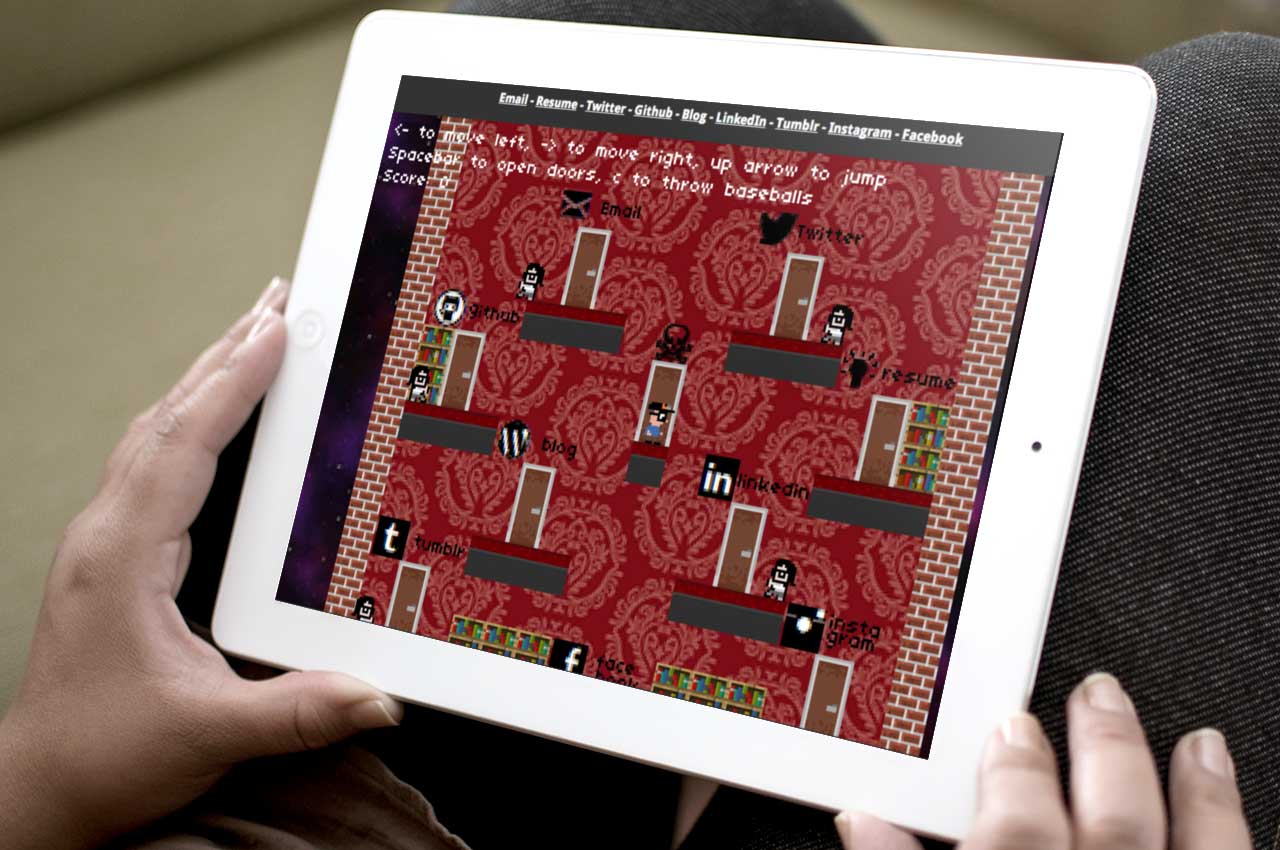 Email - Resume - Twitter - Github - Blog - LinkedIn - Tumblr - Instagram - Facebook
<- to move left, -> to move right, up arrow to jump
Spacebar to open doors, c to throw baseballs
Score: 0
Email
Twitter
github
resume
blog
in linkedin
t tumblr
insta
gram
f face
book